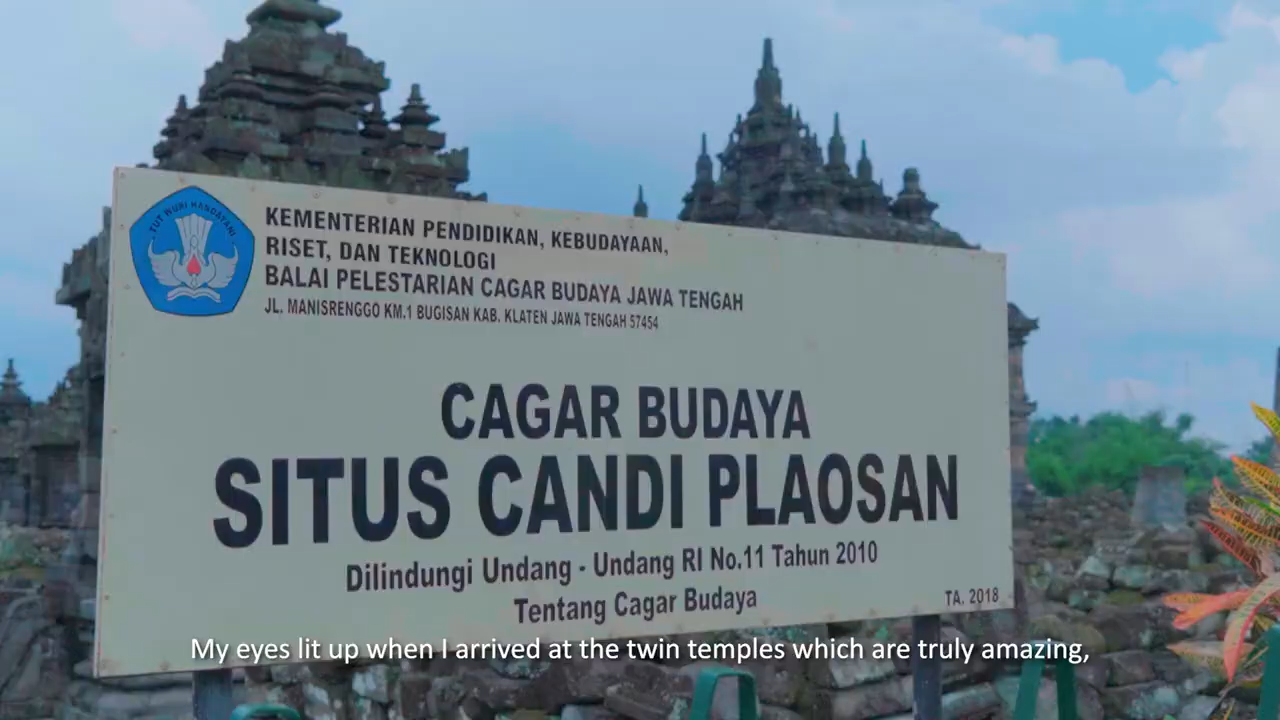 TUT WURI HANDAYANI
KEMENTERIAN PENDIDIKAN, KEBUDAYAAN,
RISET, DAN TEKNOLOGI
BALAI PELESTARIAN CAGAR BUDAYA JAWA TENGAH
JL. MANISRENGGO KM.1 BUGISAN KAB. KLATEN JAWA TENGAH 57454
CAGAR BUDAYA
SITUS CANDI PLAOSAN
Dilindungi Undang - Undang RI No.11 Tahun 2010
Tentang Cagar Budaya
TA. 2018
My eyes lit up when I arrived at the twin temples which are truly amazing,